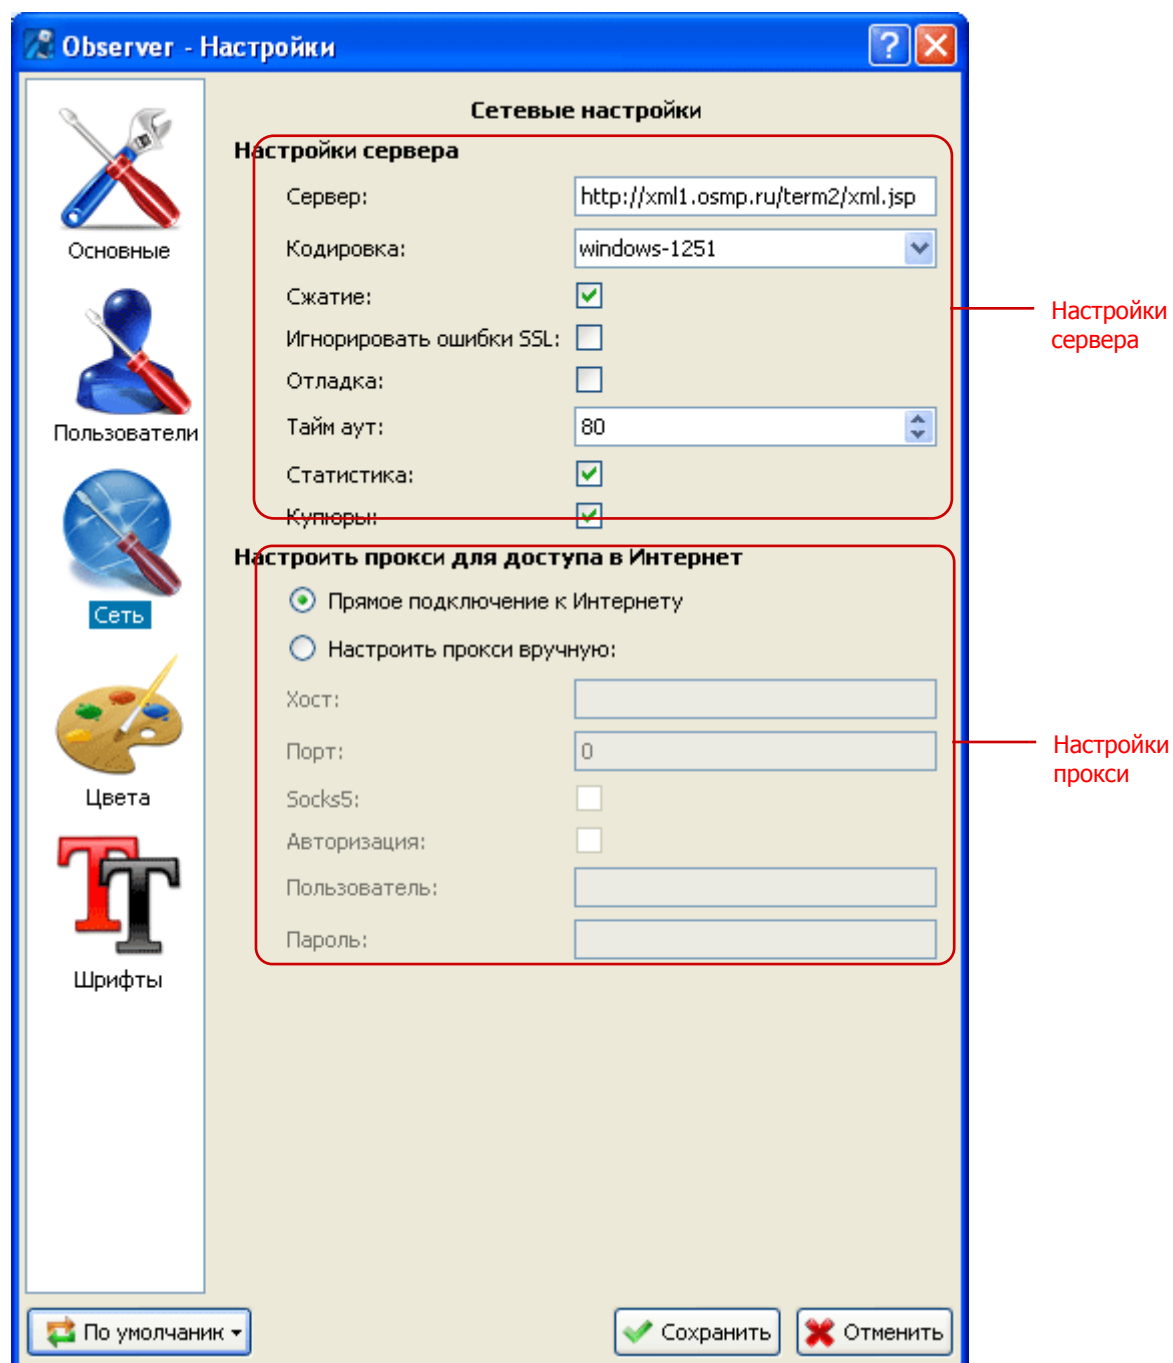 Observer - Настройки
Сетевые настройки
Настройки сервера
Сервер: http://xml1.osmp.ru/term2/xml.jsp
Кодировка: windows-1251
Сжатие:
Игнорировать ошибки SSL:
Отладка:
Тайм аут: 80
Статистика:
Купюры:
Настроить прокси для доступа в Интернет
Прямое подключение к Интернету
Настроить прокси вручную:
Хост:
Порт: 0
Socks5:
Авторизация:
Пользователь:
Пароль:
Основные
Пользователи
Сеть
Цвета
Шрифты
По умолчанию
Сохранить
Отменить
Настройки
сервера
Настройки
прокси